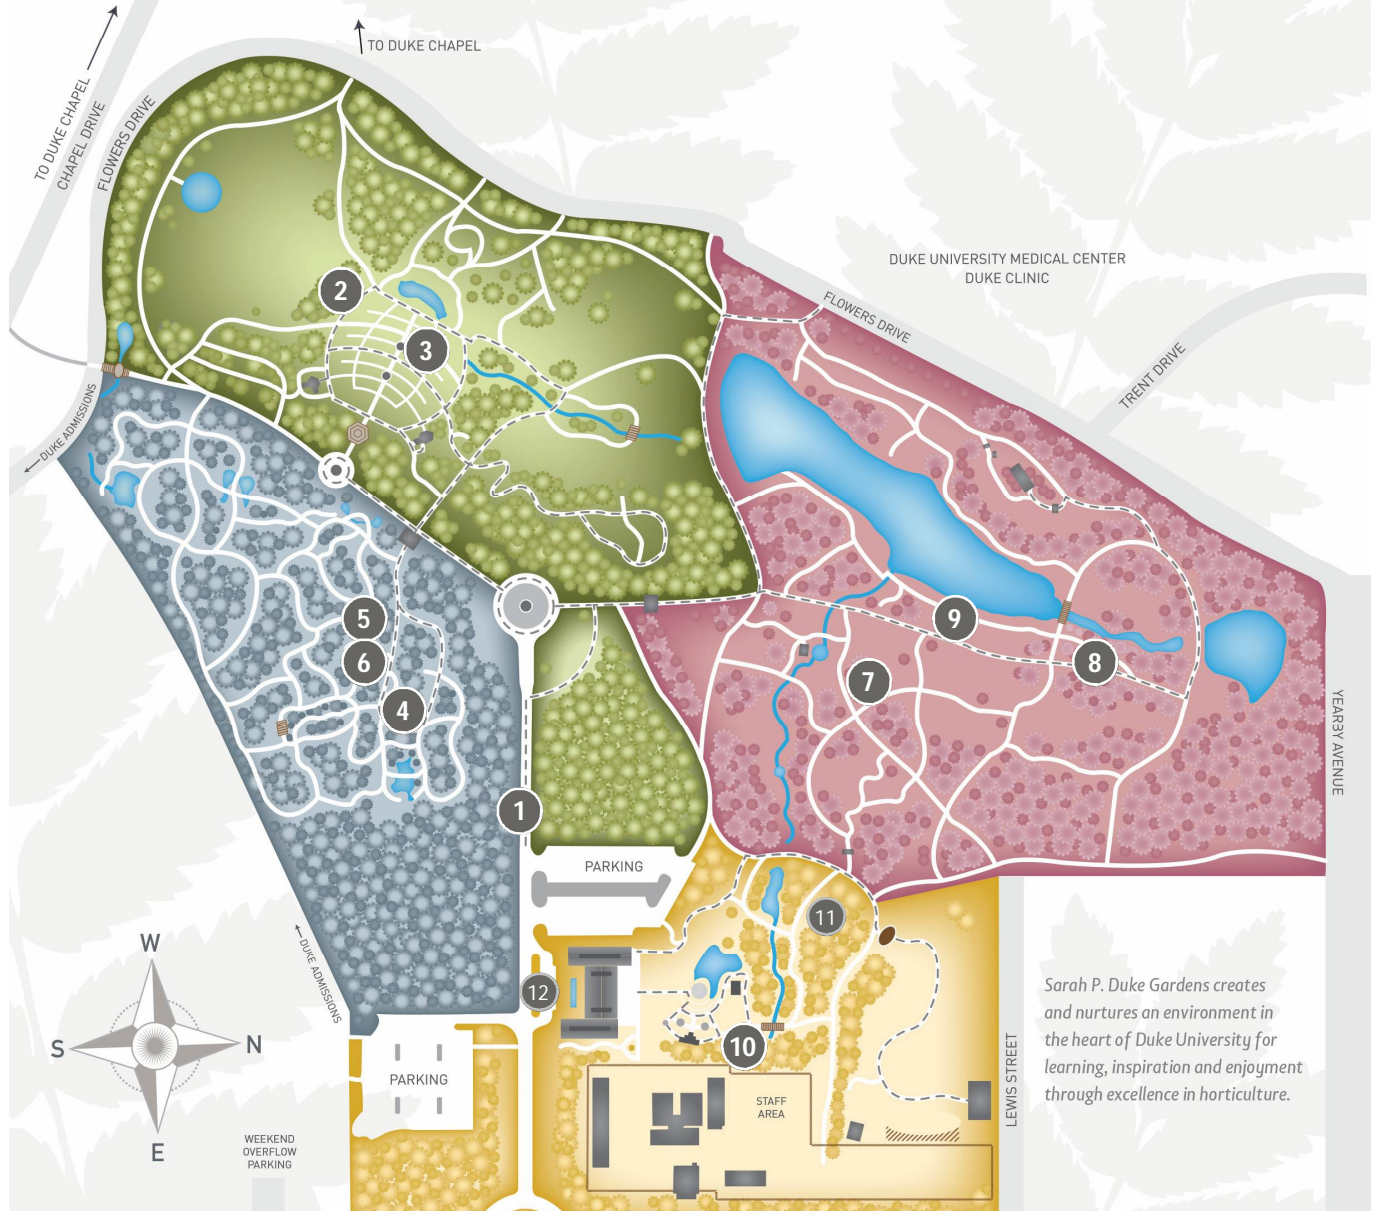 TO DUKE CHAPEL
TO DUKE CHAPEL
CHAPEL DRIVE
FLOWERS DRIVE
DUKE UNIVERSITY MEDICAL CENTER
DUKE CLINIC
FLOWERS DRIVE
TRENT DRIVE
2
3
DUKE ADMISSIONS
5
6
4
9
8
7
YEARBY AVENUE
1
PARKING
11
12
10
W
S
N
E
DUKE ADMISSIONS
PARKING
STAFF
AREA
LEWIS STREET
WEEKEND
OVERFLOW
PARKING
Sarah P. Duke Gardens creates
and nurtures an environment in
the heart of Duke University for
learning, inspiration and enjoyment
through excellence in horticulture.